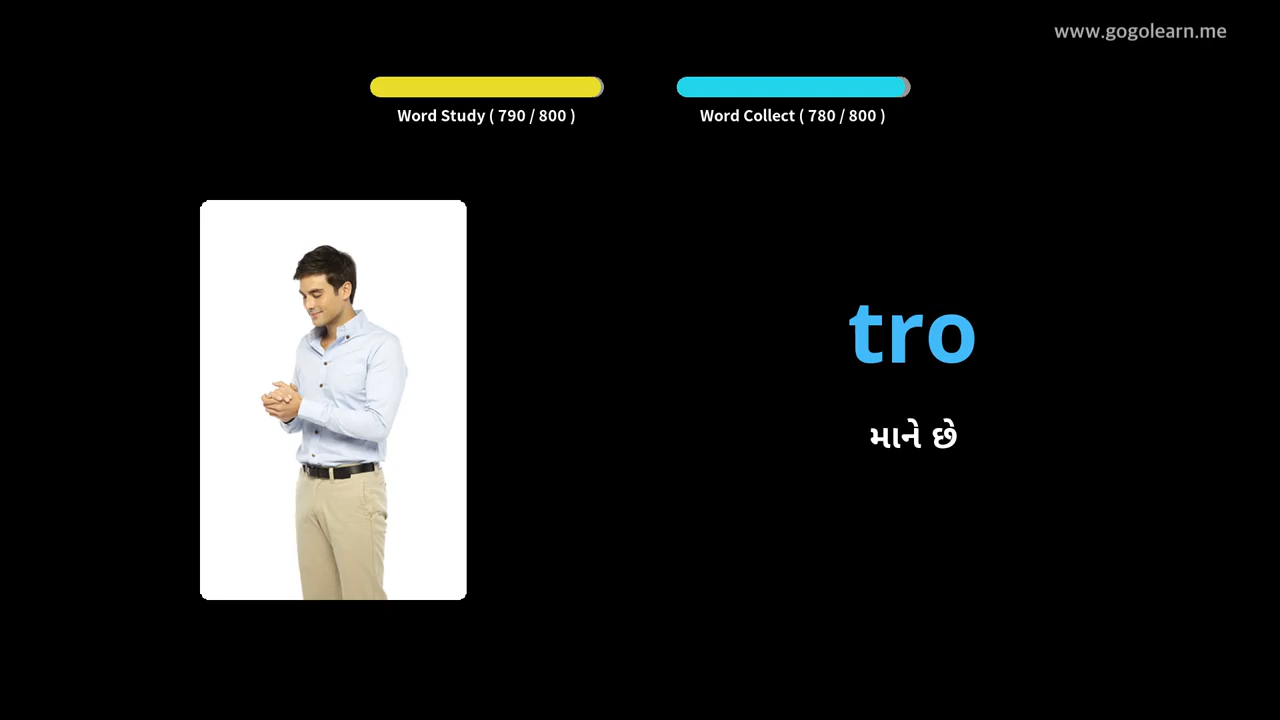 www.gogolearn.me
Word Study ( 790 / 800 )
Word Collect ( 780 / 800 )
tro
માને છે